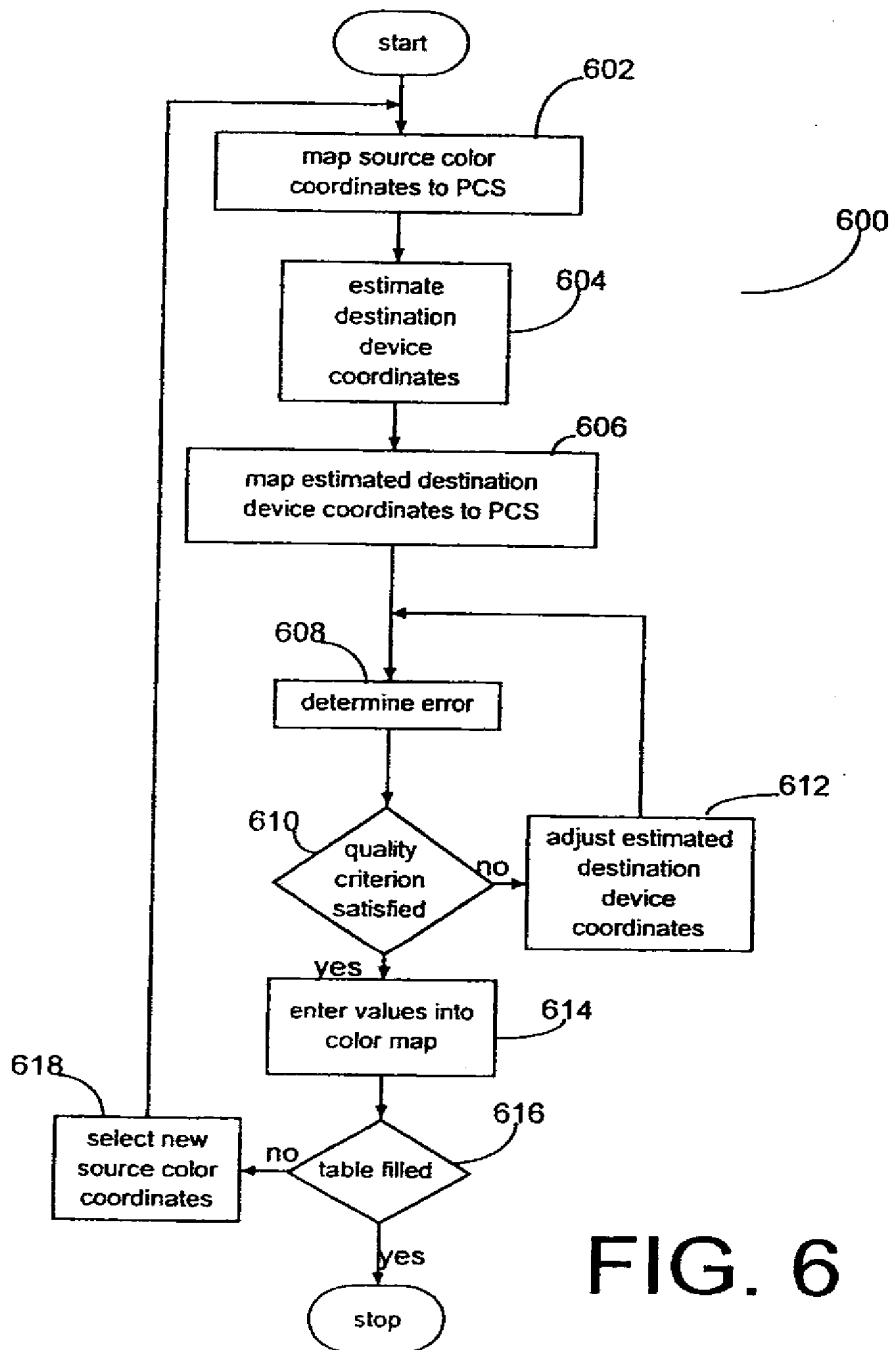 start
602
map source color
coordinates to PCS
600
estimate
destination
device
coordinates
604
606
map estimated destination
device coordinates to PCS
608
determine error
610
quality
criterion
satisfied
no
612
adjust estimated
destination
device
coordinates
yes
enter values into
color map
614
618
select new
source color
coordinates
no
table filled
616
yes
stop
FIG. 6